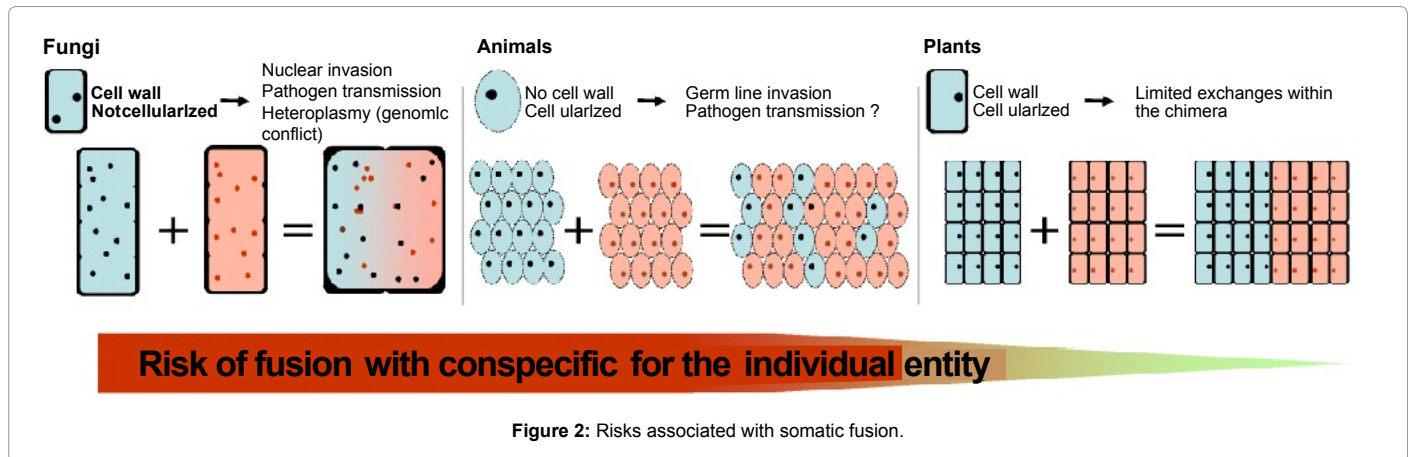 Fungi
Cell wall
Notcellularlzed
Nuclear invasion
Pathogen transmission
Heteroplasmy (genomlc
conflict)
Animals
No cell wall
Cell ularlzed
Germ line invasion
Pathogen transmission ?
Plants
Cell wall
Cell ularlzed
Limited exchanges within
the chimera
+
=
+
=
+
=
Risk of fusion with conspecific for the individual entity
Figure 2: Risks associated with somatic fusion.